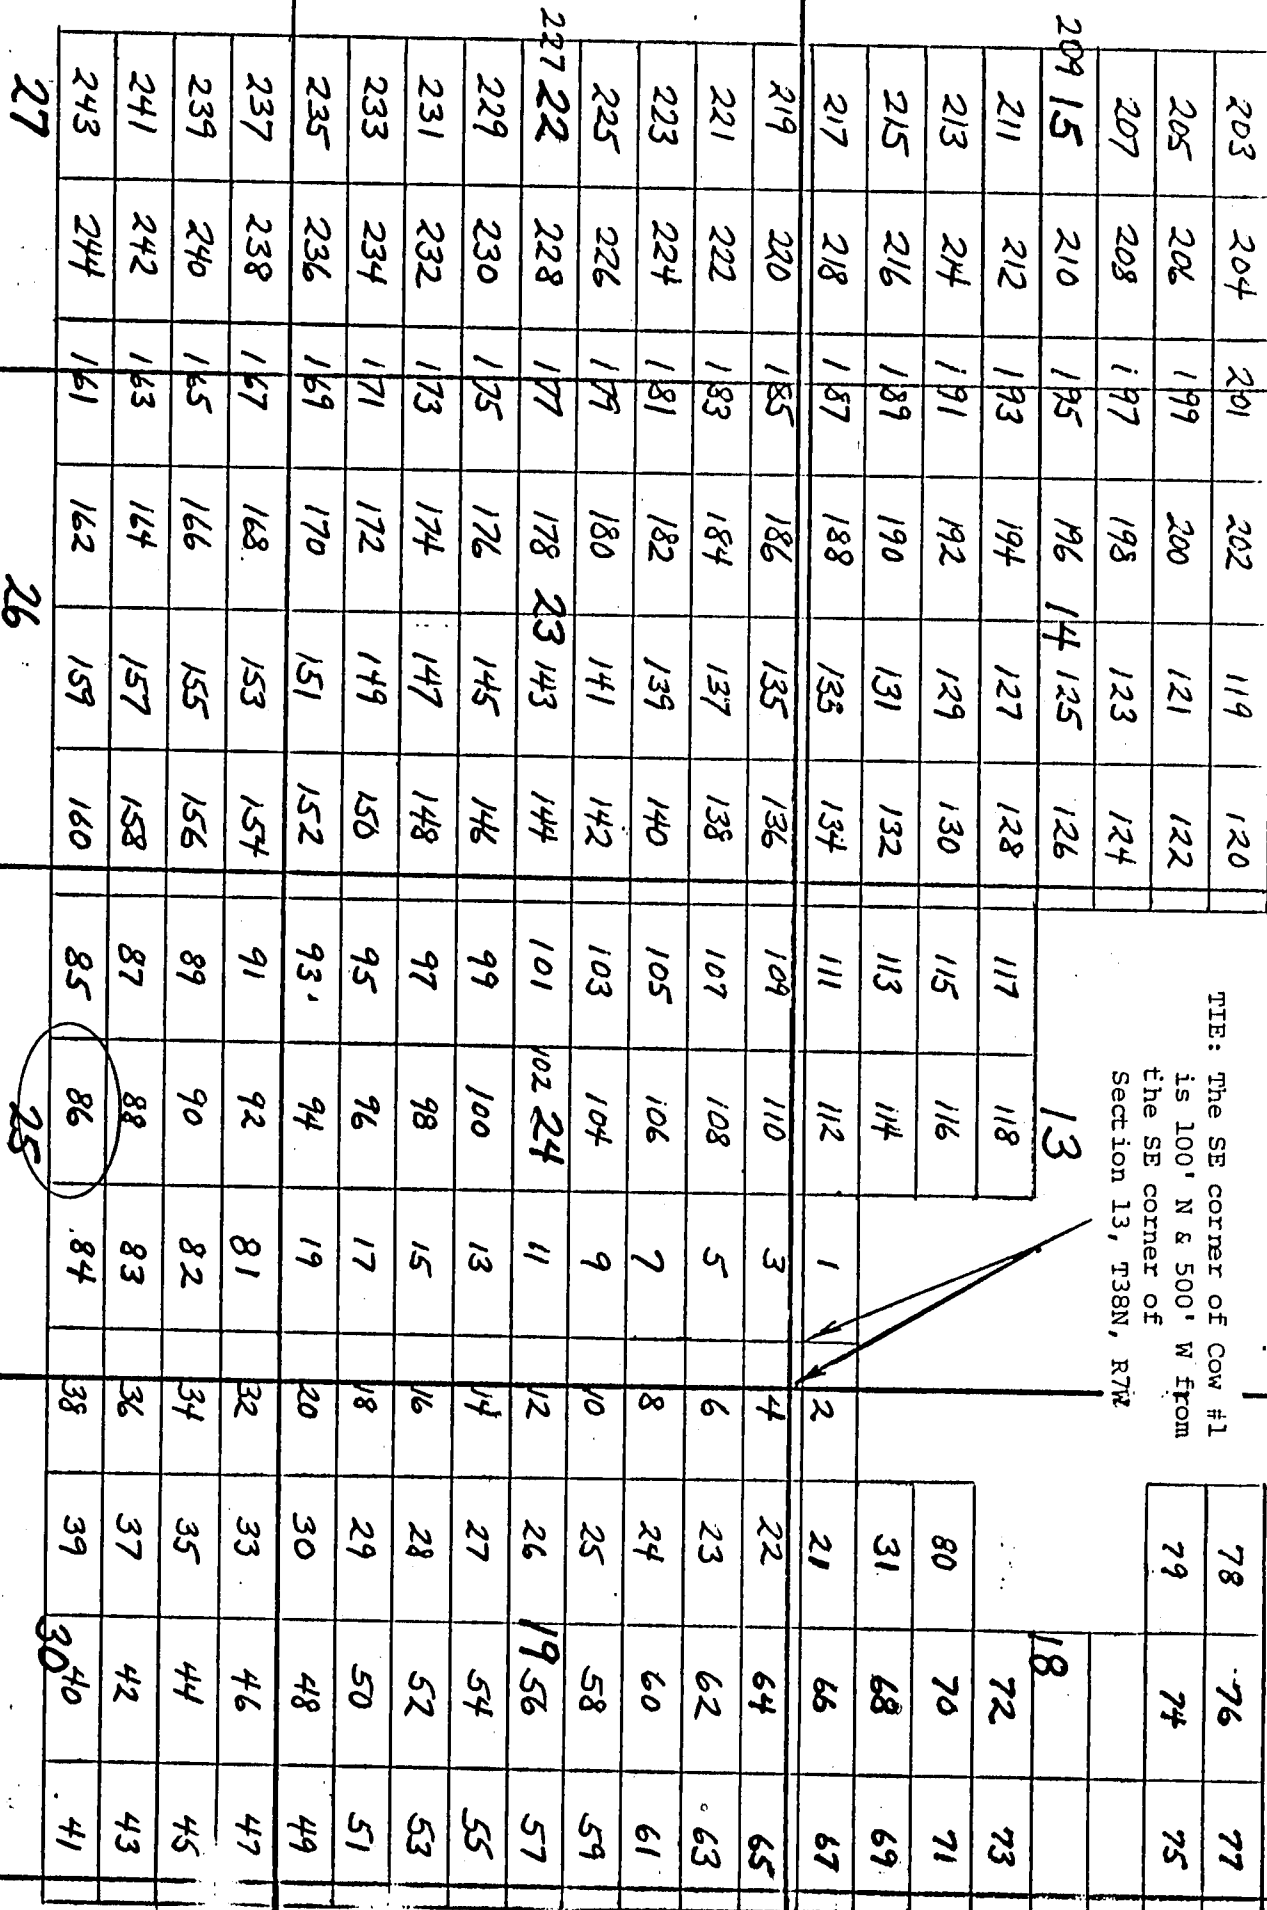 203 204 201 202 119 120 78 76 77
TIE: The SE corner of Cow #1
is 100' N & 500' W from
the SE corner of
Section 13, T38N, R7W
205 206 199 200 121 122 79 74 75
207 208 197 198 123 124
209 15 210 195 196 14 125 126 13 18
211 212 193 194 127 128 117 118 72 73
213 214 191 192 129 130 115 116 80 70 71
215 216 189 190 131 132 113 114 31 68 69
217 218 187 188 133 134 111 112 1 2 21 66 67
219 220 185 186 135 136 109 110 3 4 22 64 65
221 222 183 184 137 138 107 108 5 6 23 62 63
223 224 181 182 139 140 105 106 7 8 24 60 61
225 226 179 180 141 142 103 104 9 10 25 58 59
227 22 228 177 178 23 143 144 101 102 24 11 12 26 19 56 57
229 230 175 176 145 146 99 100 13 14 27 54 55
231 232 173 174 147 148 97 98 15 16 28 52 53
233 234 171 172 149 150 95 96 17 18 29 50 51
235 236 169 170 151 152 93 94 19 20 30 48 49
237 238 167 168 153 154 91 92 81 32 33 46 47
239 240 165 166 155 156 89 90 82 34 35 44 45
241 242 163 164 157 158 87 88 83 36 37 42 43
243 244 161 162 159 160 85 86 84 38 39 40 41
27 26 25 30